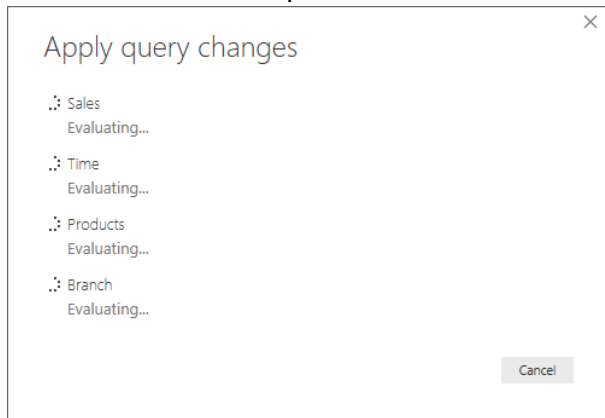 Apply query changes
Sales
Evaluating...
Time
Evaluating...
Products
Evaluating...
Branch
Evaluating...
Cancel